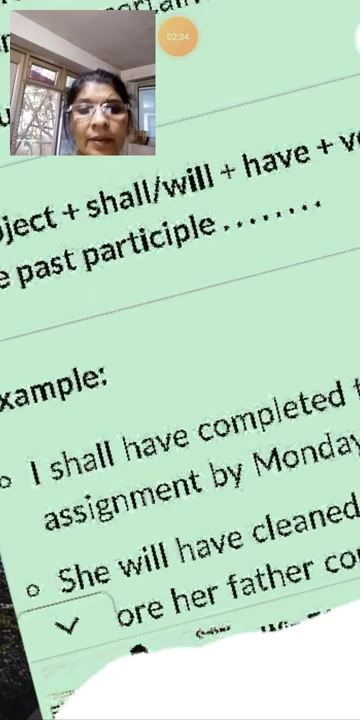 02:34
ject + shall/will + have + ve
e past participle ........
xample:
I shall have completed t
assignment by Monday
She will have cleaned
ore her father co